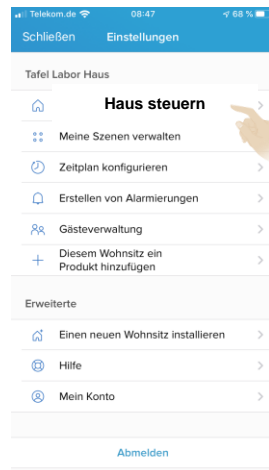 Telekom.de 08:47 68 %
Schließen Einstellungen
Tafel Labor Haus
Haus steuern
Meine Szenen verwalten
Zeitplan konfigurieren
Erstellen von Alarmierungen
Gästeverwaltung
Diesem Wohnsitz ein
Produkt hinzufügen
Erweiterte
Einen neuen Wohnsitz installieren
Hilfe
Mein Konto
Abmelden